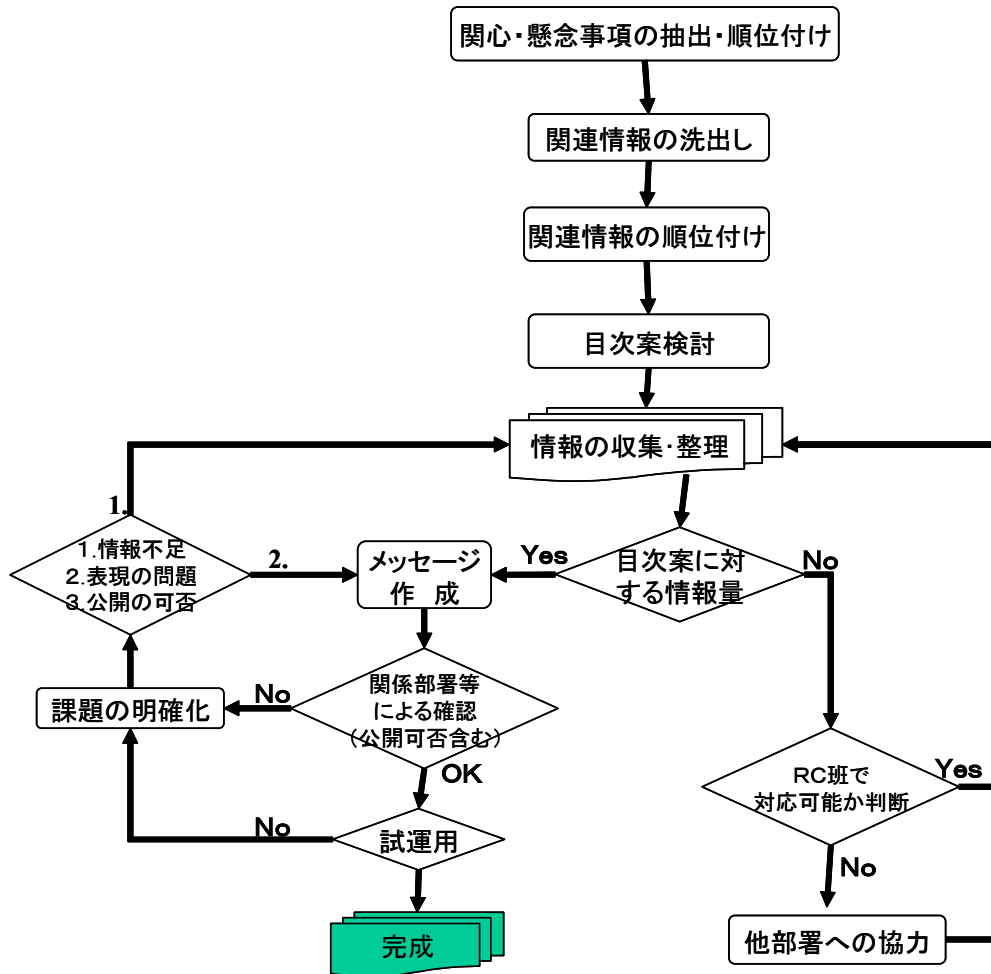 関心・懸念事項の抽出・順位付け
関連情報の洗出し
関連情報の順位付け
目次案検討
情報の収集・整理
1.
１.情報不足
２.表現の問題
３.公開の可否
2.
メッセージ
作 成
Yes
目次案に対
する情報量
No
課題の明確化
No
関係部署等
による確認
(公開可否含む)
OK
RC班で
対応可能か判断
Yes
No
試運用
No
完成
他部署への協力